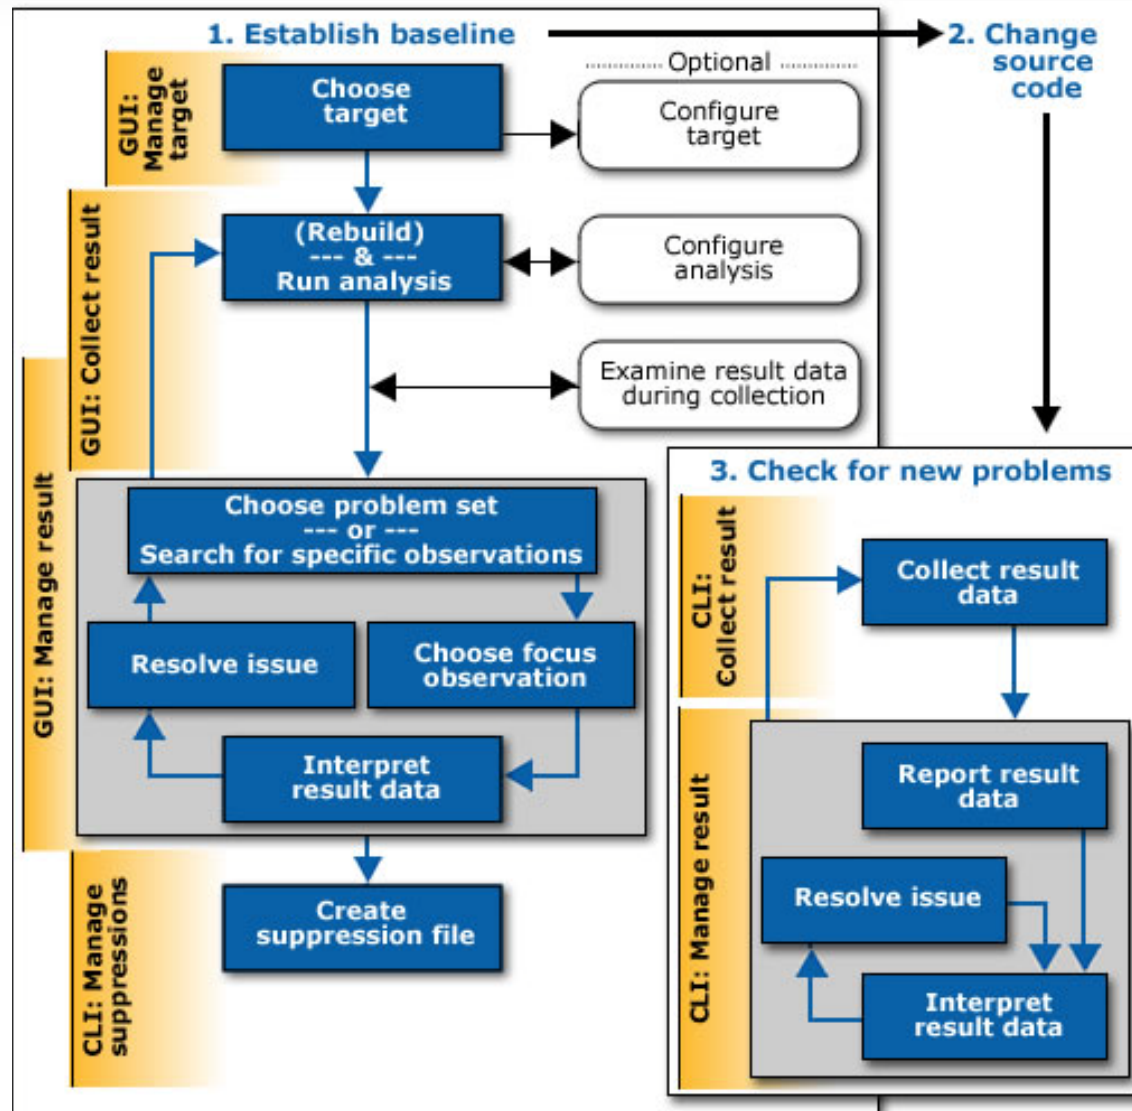 1. Establish baseline
2. Change
source
code
GUI:
Manage
target
Choose
target
Optional
Configure
target
GUI: Collect result
(Rebuild)
--- & ---
Run analysis
Configure
analysis
Examine result data
during collection
GUI: Manage result
Choose problem set
--- or ---
Search for specific observations
Resolve issue
Choose focus
observation
Interpret
result data
CLI: Manage
suppressions
Create
suppression file
3. Check for new problems
CLI:
Collect result
Collect result
data
CLI: Manage result
Report result
data
Resolve issue
Interpret
result data